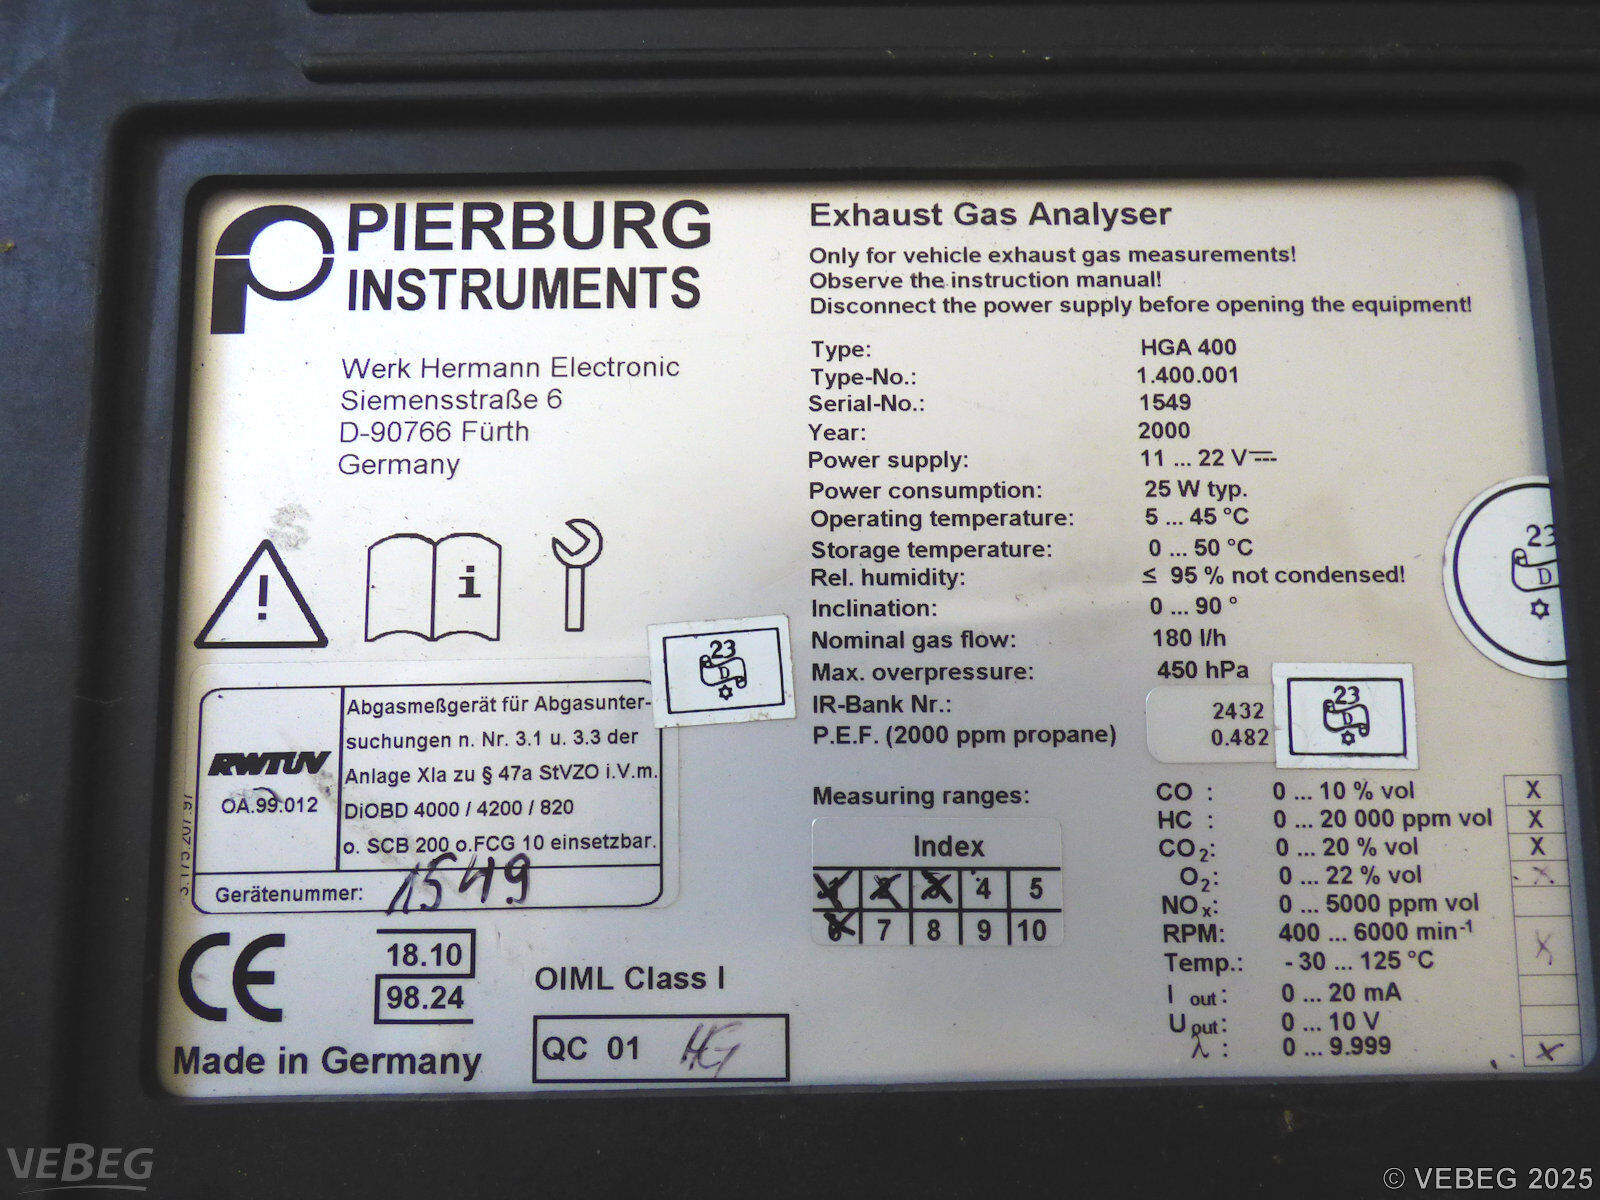 PIERBURG
INSTRUMENTS
Werk Hermann Electronic
Siemensstraße 6
D-90766 Fürth
Germany
i
23
D
RWTÜV
OA.99.012
Abgasmeßgerät für Abgasunter-
suchungen n. Nr. 3.1 u. 3.3 der
Anlage XIa zu § 47a StVZO i.V.m.
DiOBD 4000 / 4200 / 820
o. SCB 200 o.FCG 10 einsetzbar.
Gerätenummer: 1549
CE
18.10
98.24
OIML Class I
QC 01 HG
Made in Germany
Exhaust Gas Analyser
Only for vehicle exhaust gas measurements!
Observe the instruction manual!
Disconnect the power supply before opening the equipment!
Type: HGA 400
Type-No.: 1.400.001
Serial-No.: 1549
Year: 2000
Power supply: 11 ... 22 V
Power consumption: 25 W typ.
Operating temperature: 5 ... 45 °C
Storage temperature: 0 ... 50 °C
Rel. humidity: ≤ 95 % not condensed!
Inclination: 0 ... 90 °
Nominal gas flow: 180 l/h
Max. overpressure: 450 hPa
IR-Bank Nr.: 2432
P.E.F. (2000 ppm propane) 0.482
23
D
23
D
Measuring ranges:
Index
1 2 3 4 5
6 7 8 9 10
CO : 0 ... 10 % vol X
HC : 0 ... 20 000 ppm vol X
CO₂: 0 ... 20 % vol X
O₂: 0 ... 22 % vol X
NOₓ: 0 ... 5000 ppm vol
RPM: 400 ... 6000 min⁻¹ X
Temp.: - 30 ... 125 °C
I out: 0 ... 20 mA
U out: 0 ... 10 V
λ : 0 ... 9.999 X
VEBEG
© VEBEG 2025